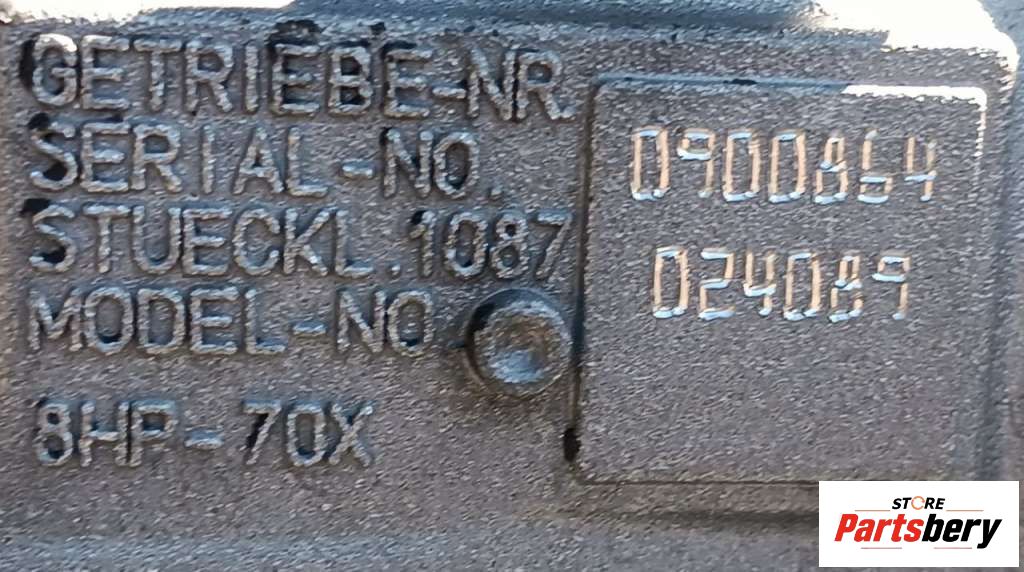 GETRIEBE-NR.
SERIAL-NO.
0900864
STUECKL.1087
024089
MODEL-NO.
8HP-70X
STORE
Partsbery